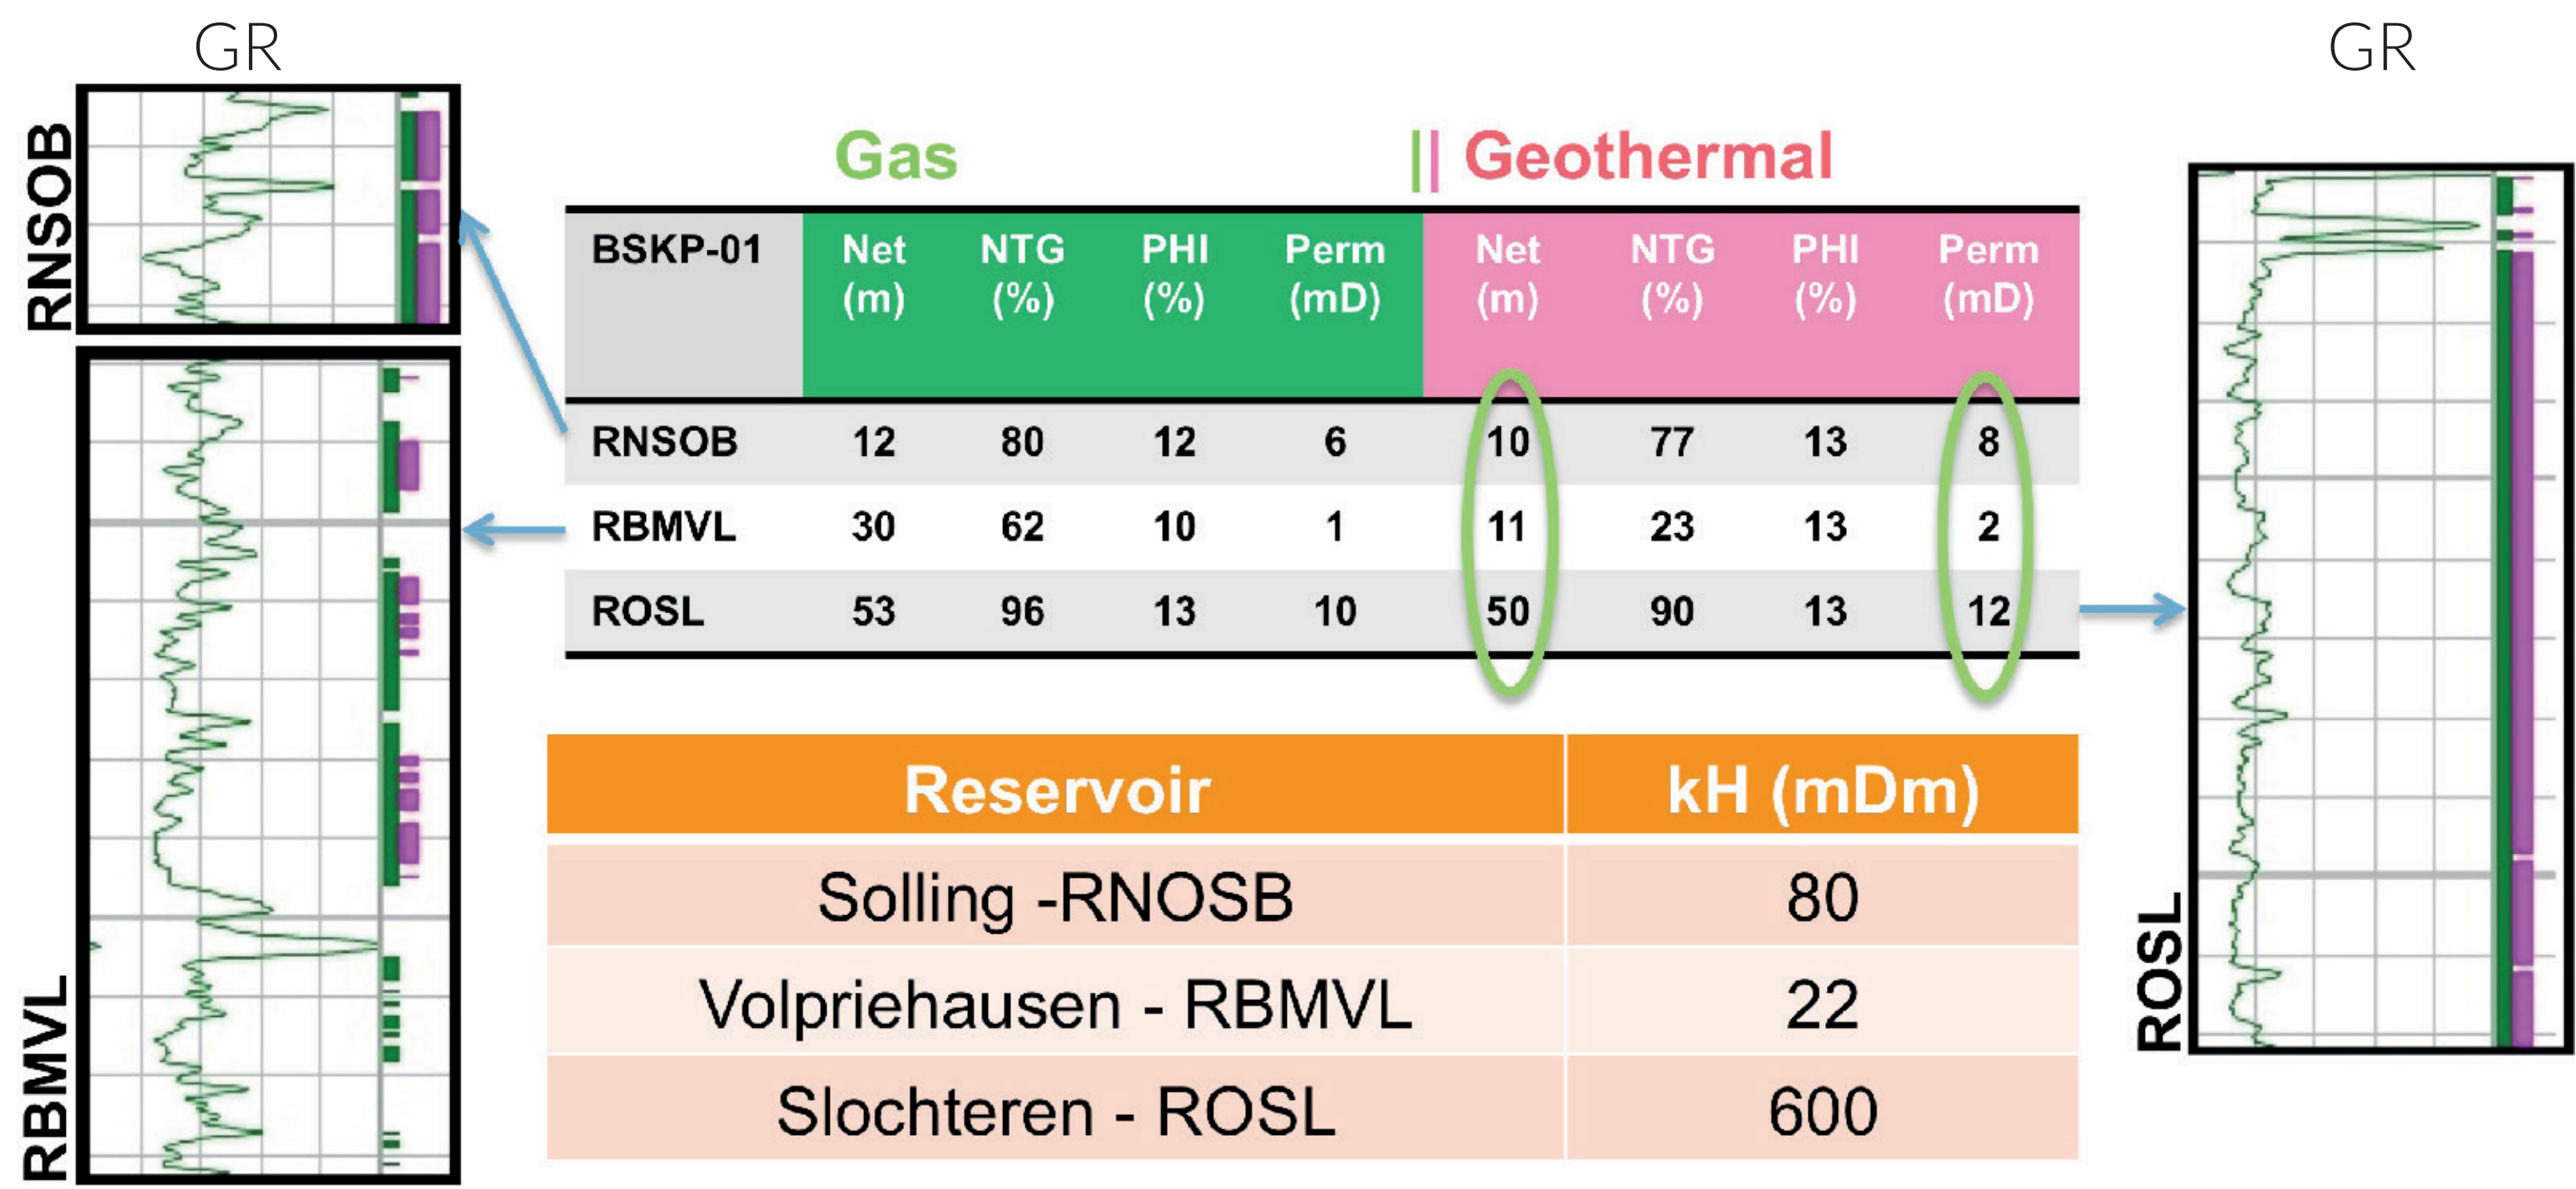 GR
GR
RNSOB
RBMVL
Gas || Geothermal
BSKP-01 Net (m) NTG (%) PHI (%) Perm (mD) Net (m) NTG (%) PHI (%) Perm (mD)
RNSOB 12 80 12 6 10 77 13 8
RBMVL 30 62 10 1 11 23 13 2
ROSL 53 96 13 10 50 90 13 12
Reservoir kH (mDm)
Solling -RNOSB 80
Volpriehausen - RBMVL 22
Slochteren - ROSL 600
ROSL